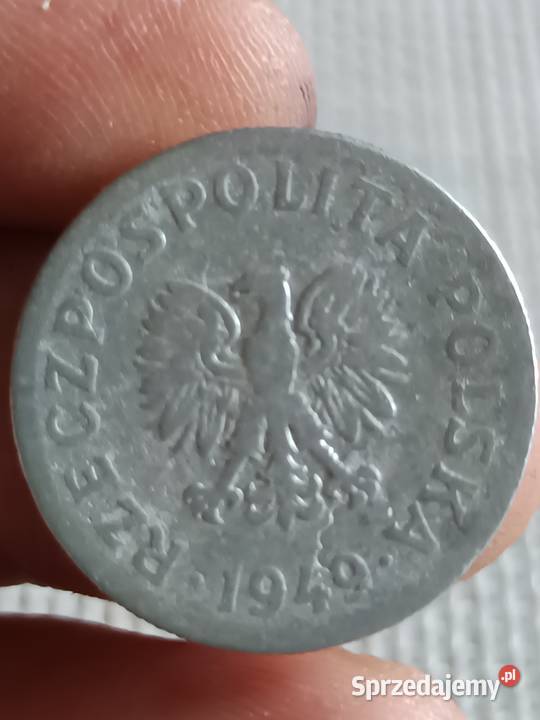 RZECZPOSPOLITA POLSKA
· 1949 ·
Sprzedajemy.pl